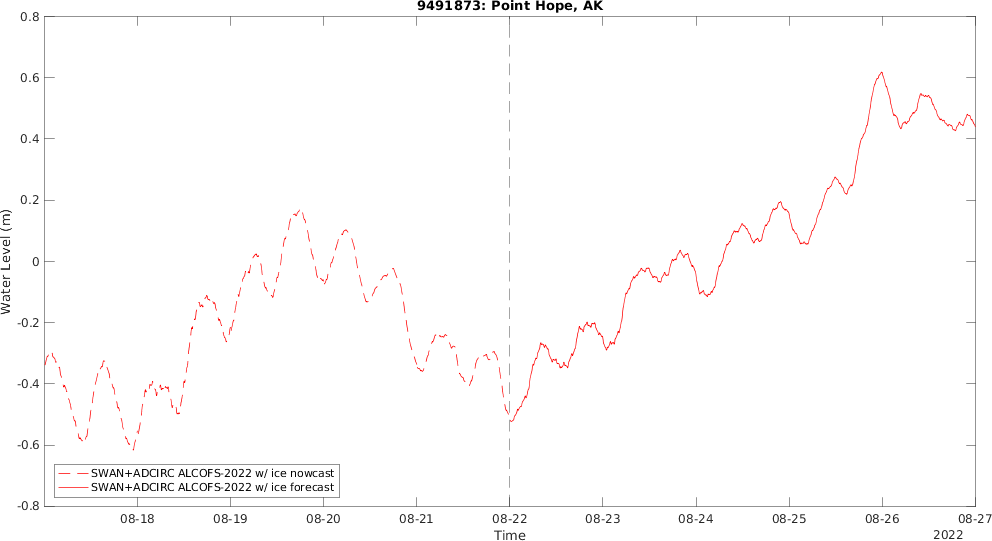 9491873: Point Hope, AK
0.8
0.6
0.4
0.2
0
-0.2
-0.4
-0.6
-0.8
Water Level (m)
SWAN+ADCIRC ALCOFS-2022 w/ ice nowcast
SWAN+ADCIRC ALCOFS-2022 w/ ice forecast
08-18 08-19 08-20 08-21 08-22 08-23 08-24 08-25 08-26 08-27
Time
2022